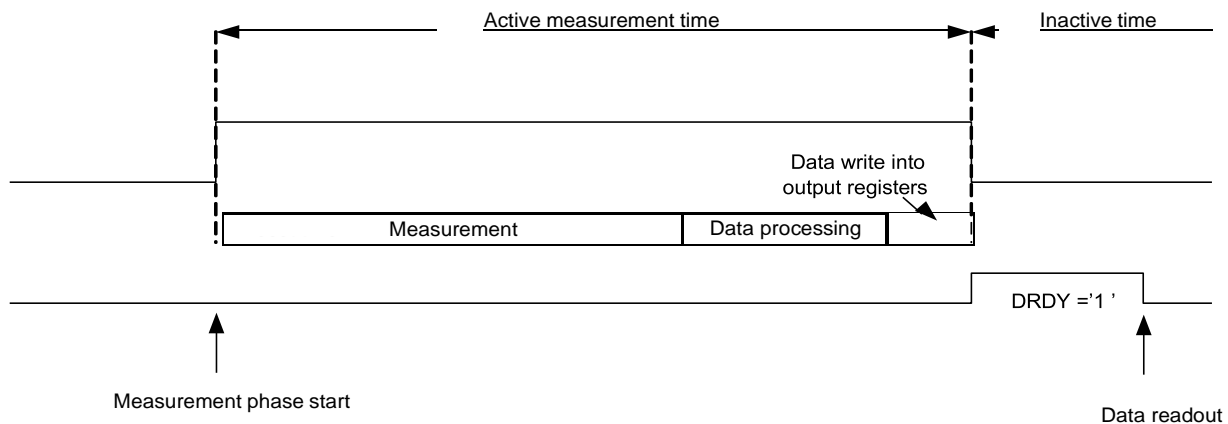 Active measurement time
Inactive time
Data write into
output registers
Measurement
Data processing
DRDY ='1 '
Measurement phase start
Data readout